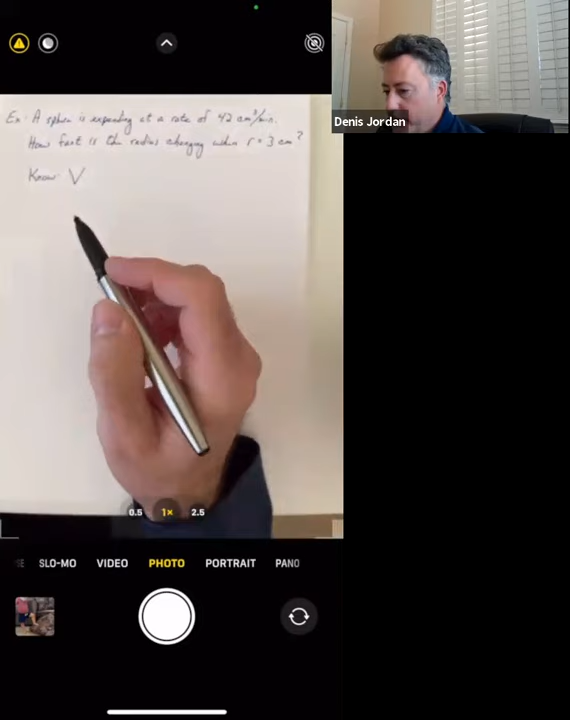 Denis Jordan
Ex: A sphere is expanding at a rate of 42 cm³/min.
How fast is the radius changing when r = 3 cm?
Know: V
0.5 1× 2.5
SLO-MO VIDEO PHOTO PORTRAIT PANO